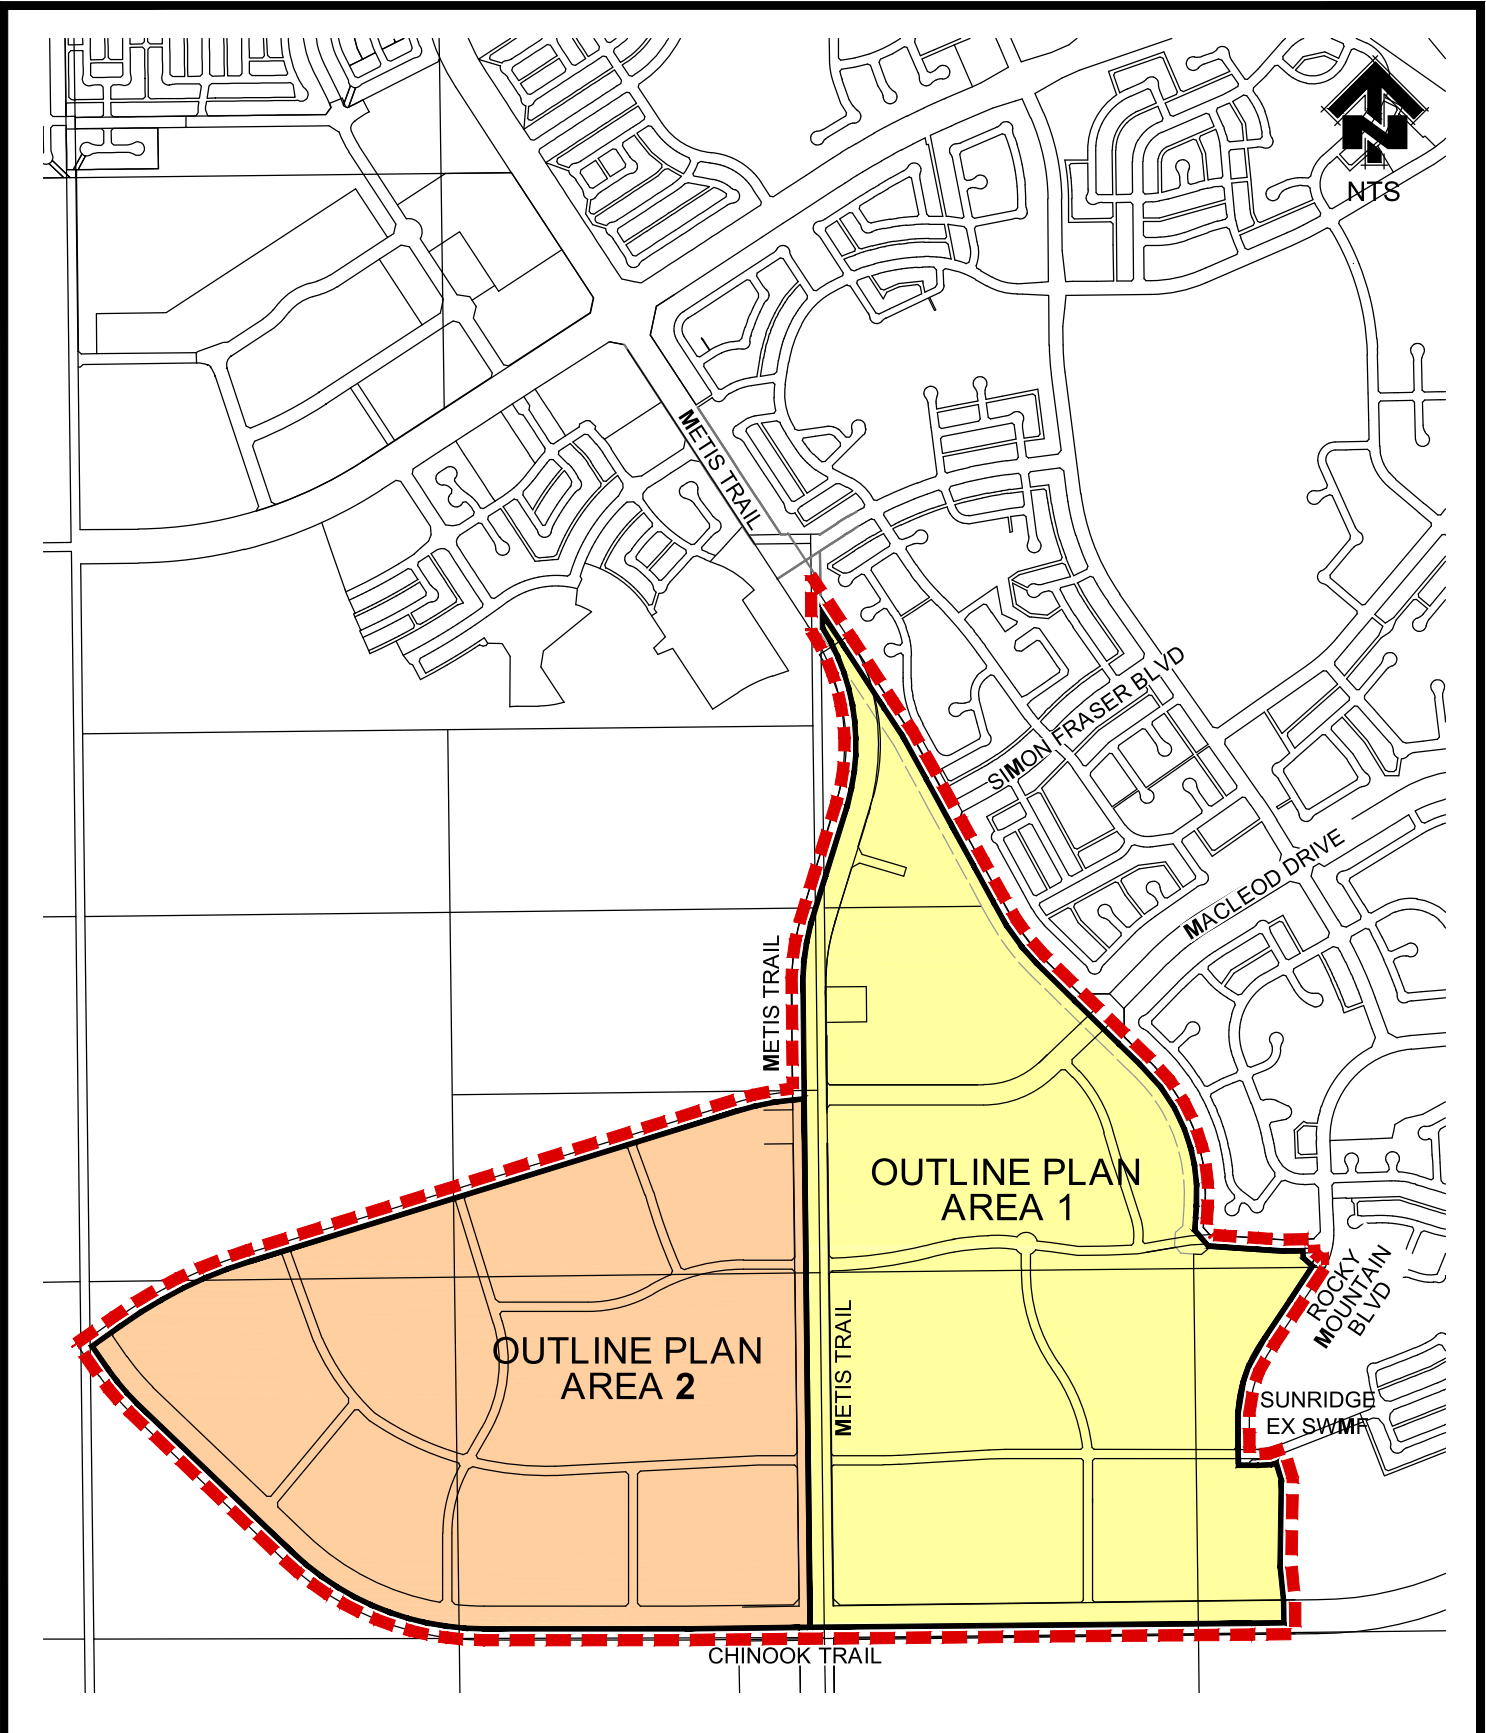 N
NTS
METIS TRAIL
SIMON FRASER BLVD
MACLEOD DRIVE
METIS TRAIL
OUTLINE PLAN
AREA 1
ROCKY
MOUNTAIN
BLVD
METIS TRAIL
OUTLINE PLAN
AREA 2
SUNRIDGE
EX SWMF
CHINOOK TRAIL